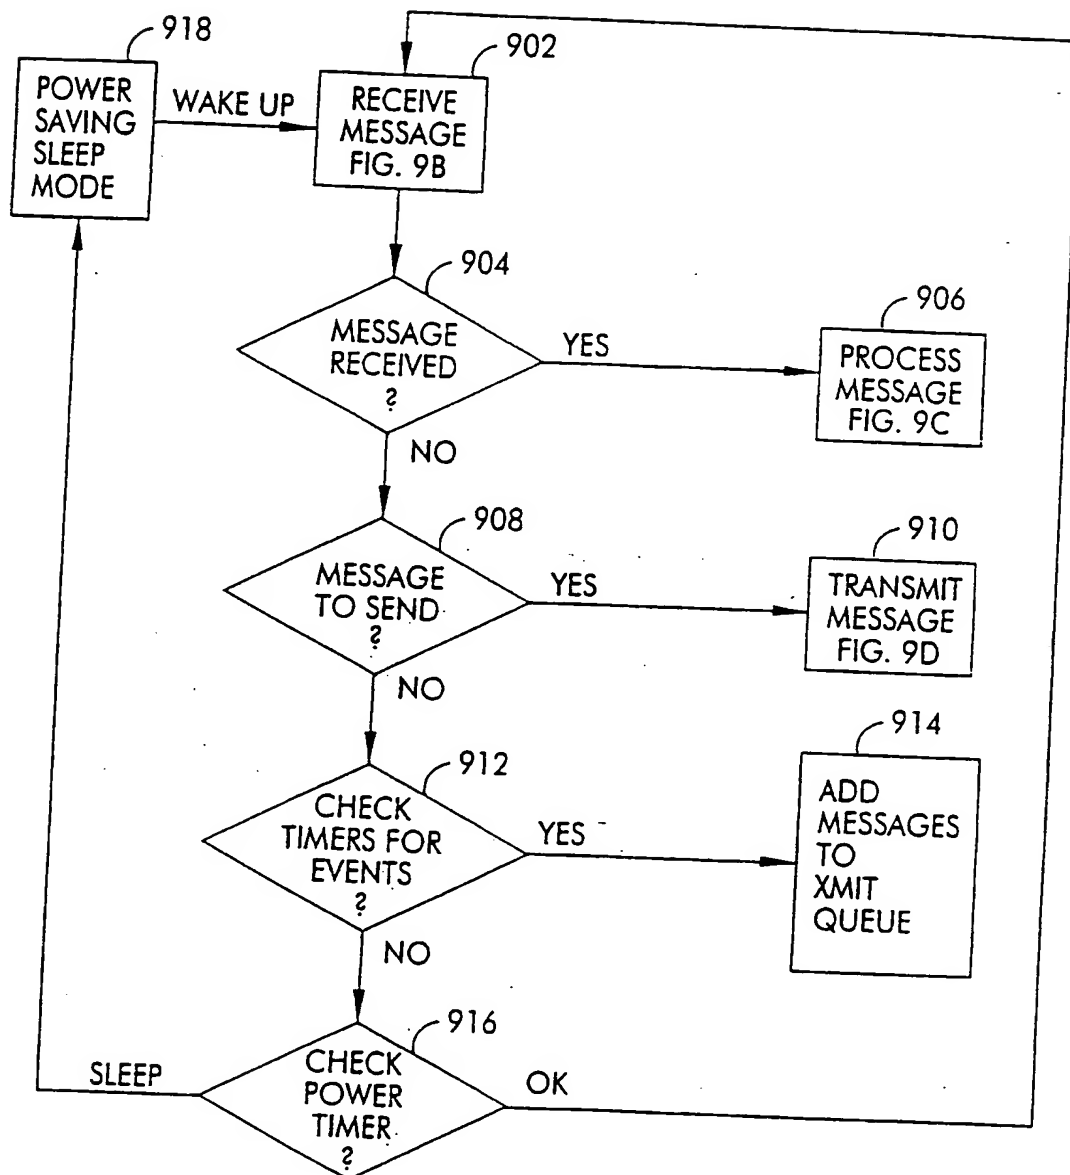 918
POWER
SAVING
SLEEP
MODE
WAKE UP
902
RECEIVE
MESSAGE
FIG. 9B
904
MESSAGE
RECEIVED
?
YES
906
PROCESS
MESSAGE
FIG. 9C
NO
908
MESSAGE
TO SEND
?
YES
910
TRANSMIT
MESSAGE
FIG. 9D
NO
912
CHECK
TIMERS FOR
EVENTS
?
YES
914
ADD
MESSAGES
TO
XMIT
QUEUE
NO
916
CHECK
POWER
TIMER
?
SLEEP
OK